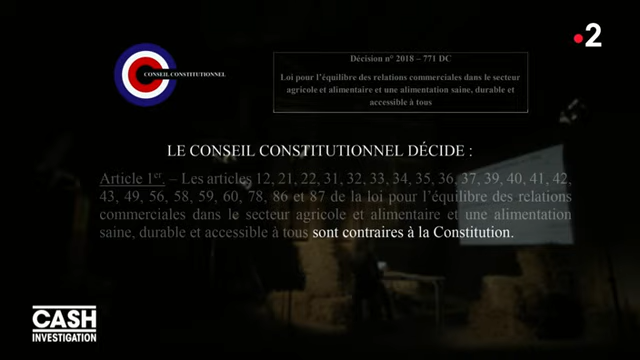 2
Décision n° 2018 – 771 DC
Loi pour l'équilibre des relations commerciales dans le secteur
agricole et alimentaire et une alimentation saine, durable et
accessible à tous
CONSEIL CONSTITUTIONNEL
LE CONSEIL CONSTITUTIONNEL DÉCIDE :
Article 1er. – Les articles 12, 21, 22, 31, 32, 33, 34, 35, 36, 37, 39, 40, 41, 42,
43, 49, 56, 58, 59, 60, 78, 86 et 87 de la loi pour l'équilibre des relations
commerciales dans le secteur agricole et alimentaire et une alimentation
saine, durable et accessible à tous sont contraires à la Constitution.
CASH
INVESTIGATION